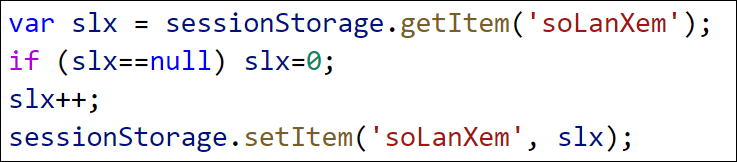 var slx = sessionStorage.getItem('soLanXem');
if (slx==null) slx=0;
slx++;
sessionStorage.setItem('soLanXem', slx);